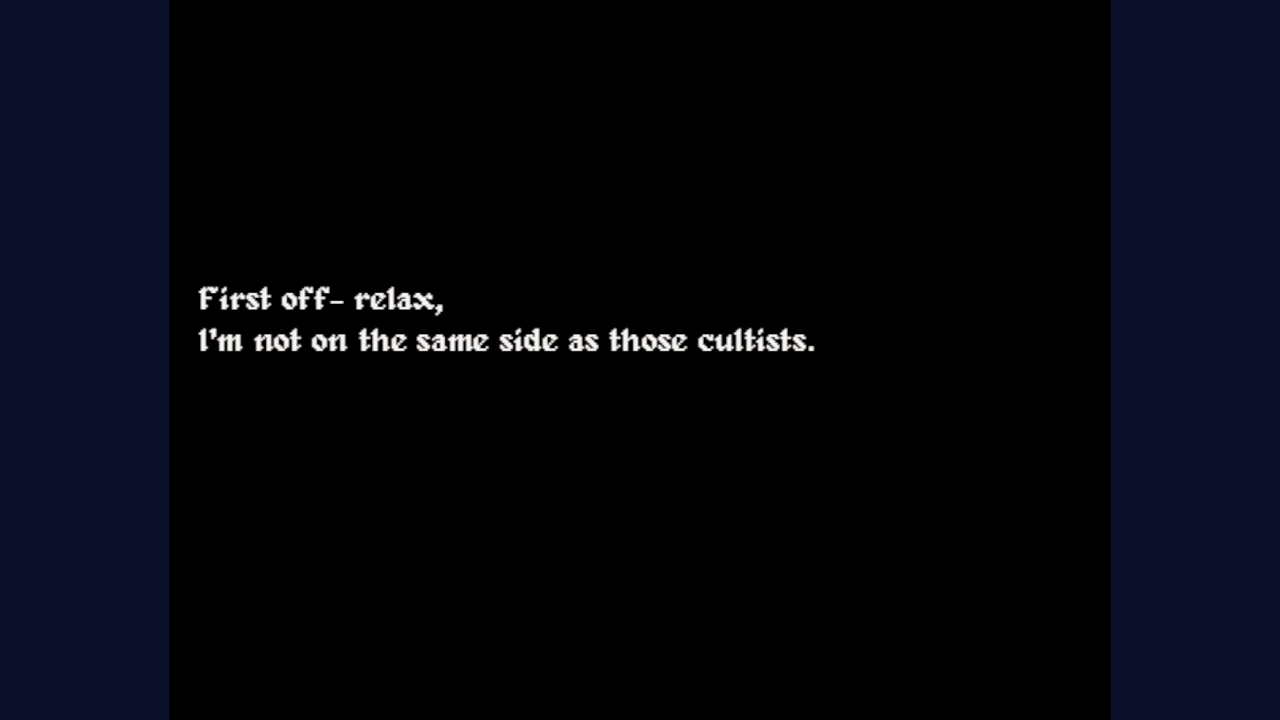 First off- relax,
I'm not on the same side as those cultists.